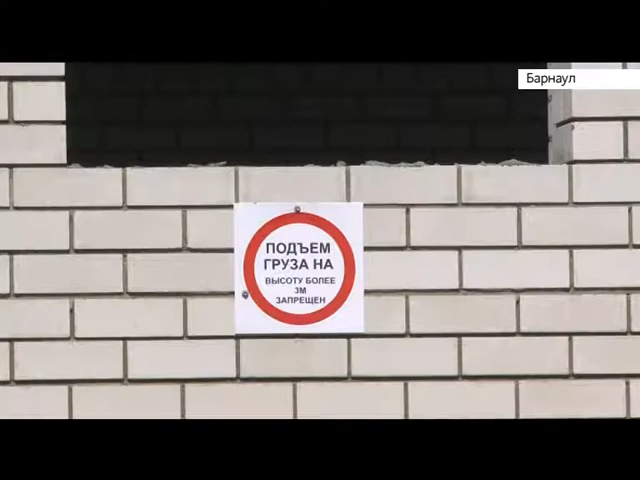 Барнаул
ПОДЪЕМ
ГРУЗА НА
ВЫСОТУ БОЛЕЕ
3М
ЗАПРЕЩЕН